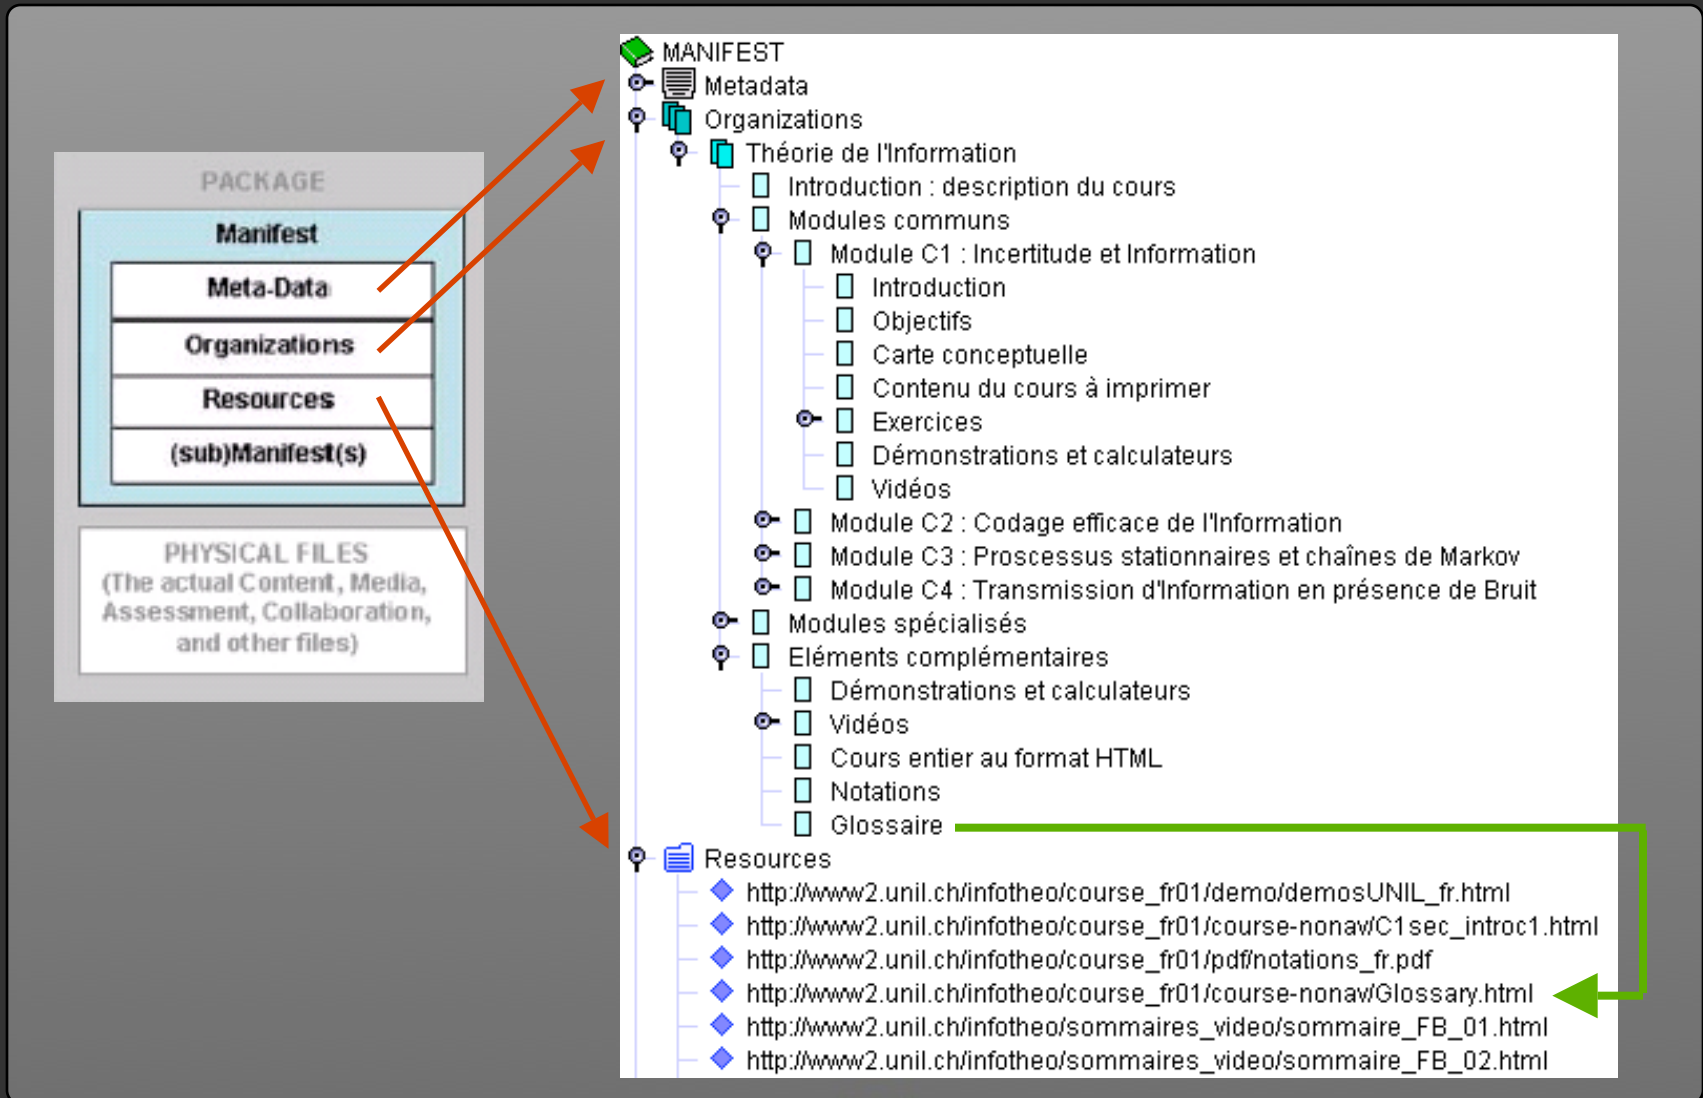 PACKAGE
Manifest
Meta-Data
Organizations
Resources
(sub)Manifest(s)
PHYSICAL FILES
(The actual Content, Media,
Assessment, Collaboration,
and other files)
MANIFEST
Metadata
Organizations
Théorie de l'Information
Introduction : description du cours
Modules communs
Module C1 : Incertitude et Information
Introduction
Objectifs
Carte conceptuelle
Contenu du cours à imprimer
Exercices
Démonstrations et calculateurs
Vidéos
Module C2 : Codage efficace de l'Information
Module C3 : Proscessus stationnaires et chaînes de Markov
Module C4 : Transmission d'Information en présence de Bruit
Modules spécialisés
Eléments complémentaires
Démonstrations et calculateurs
Vidéos
Cours entier au format HTML
Notations
Glossaire
Resources
http://www2.unil.ch/infotheo/course_fr01/demo/demosUNIL_fr.html
http://www2.unil.ch/infotheo/course_fr01/course-nonav/C1sec_introc1.html
http://www2.unil.ch/infotheo/course_fr01/pdf/notations_fr.pdf
http://www2.unil.ch/infotheo/course_fr01/course-nonav/Glossary.html
http://www2.unil.ch/infotheo/sommaires_video/sommaire_FB_01.html
http://www2.unil.ch/infotheo/sommaires_video/sommaire_FB_02.html